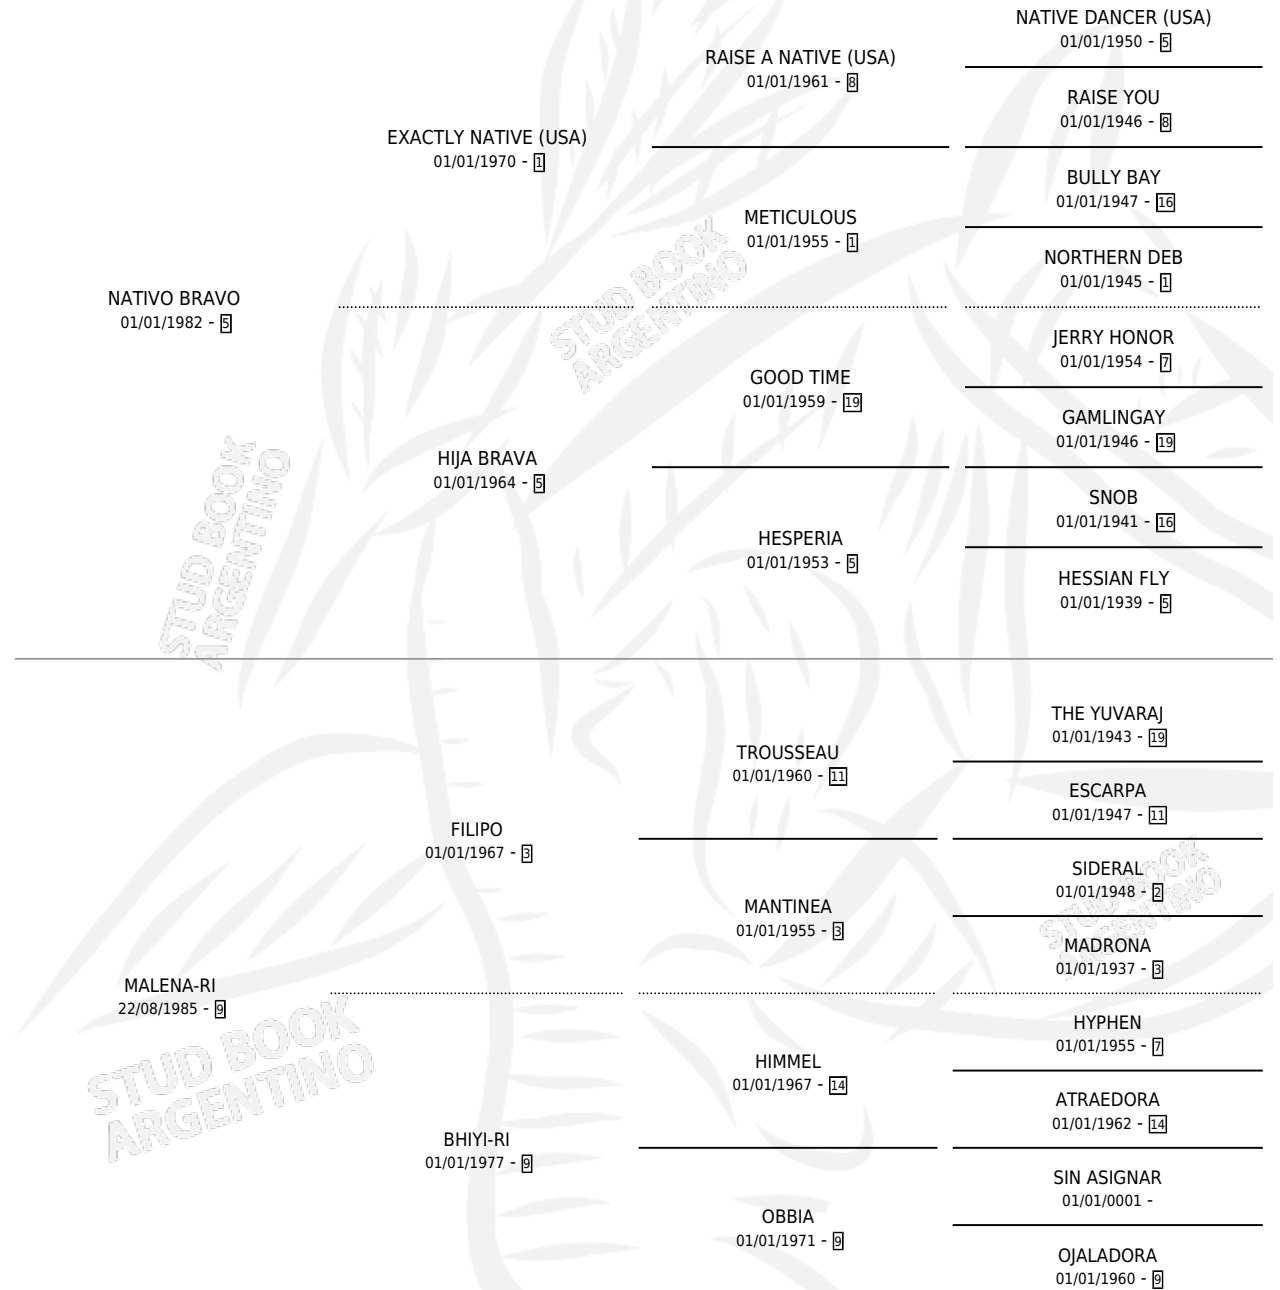 NATIVE DANCER (USA)
01/01/1950 - 5
RAISE A NATIVE (USA)
01/01/1961 - 8
RAISE YOU
01/01/1946 - 8
EXACTLY NATIVE (USA)
01/01/1970 - 1
BULLY BAY
01/01/1947 - 16
METICULOUS
01/01/1955 - 1
NORTHERN DEB
01/01/1945 - 1
NATIVO BRAVO
01/01/1982 - 5
JERRY HONOR
01/01/1954 - 7
GOOD TIME
01/01/1959 - 19
GAMLINGAY
01/01/1946 - 19
HIJA BRAVA
01/01/1964 - 5
SNOB
01/01/1941 - 16
HESPERIA
01/01/1953 - 5
HESSIAN FLY
01/01/1939 - 5
STUD BOOK
ARGENTINO
STUD BOOK
ARGENTINO
THE YUVARAJ
01/01/1943 - 19
TROUSSEAU
01/01/1960 - 11
ESCARPA
01/01/1947 - 11
FILIPO
01/01/1967 - 3
SIDERAL
01/01/1948 - 2
MANTINEA
01/01/1955 - 3
MADRONA
01/01/1937 - 3
MALENA-RI
22/08/1985 - 9
HYPHEN
01/01/1955 - 7
HIMMEL
01/01/1967 - 14
ATRAEDORA
01/01/1962 - 14
BHIYI-RI
01/01/1977 - 9
SIN ASIGNAR
01/01/0001 -
OBBIA
01/01/1971 - 9
OJALADORA
01/01/1960 - 9
STUD BOOK
ARGENTINO
STUD BOOK
ARGENTINO